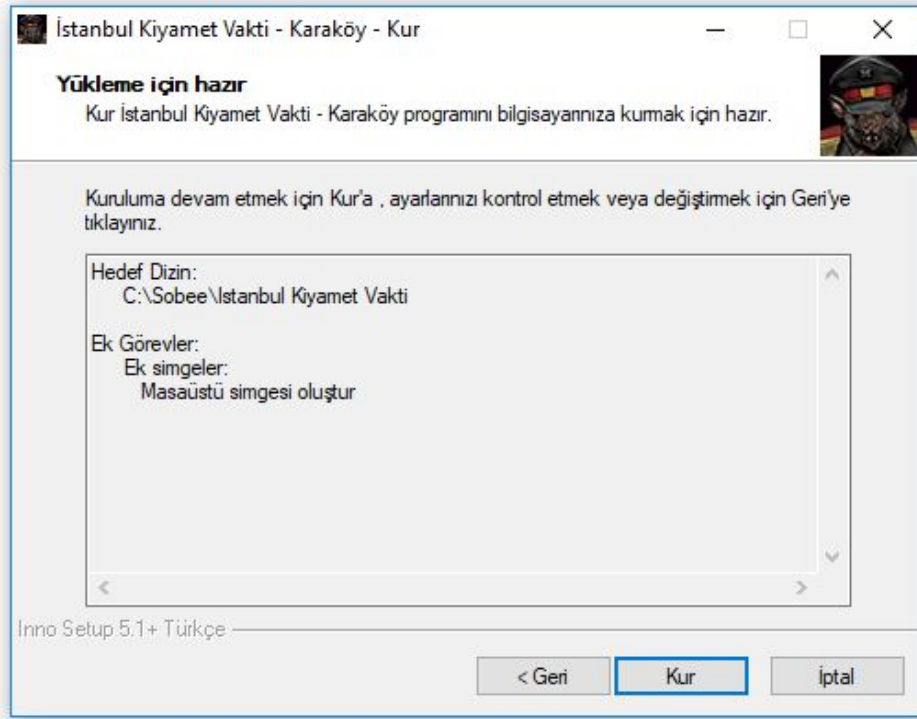 İstanbul Kiyamet Vakti - Karaköy - Kur
Yükleme için hazır
Kur İstanbul Kiyamet Vakti - Karaköy programını bilgisayarınıza kurmak için hazır.
Kuruluma devam etmek için Kur'a , ayarlarınızı kontrol etmek veya değiştirmek için Geri'ye
tıklayınız.
Hedef Dizin:
C:\Sobee\Istanbul Kiyamet Vakti
Ek Görevler:
Ek simgeler:
Masaüstü simgesi oluştur
Inno Setup 5.1+ Türkçe
< Geri
Kur
İptal